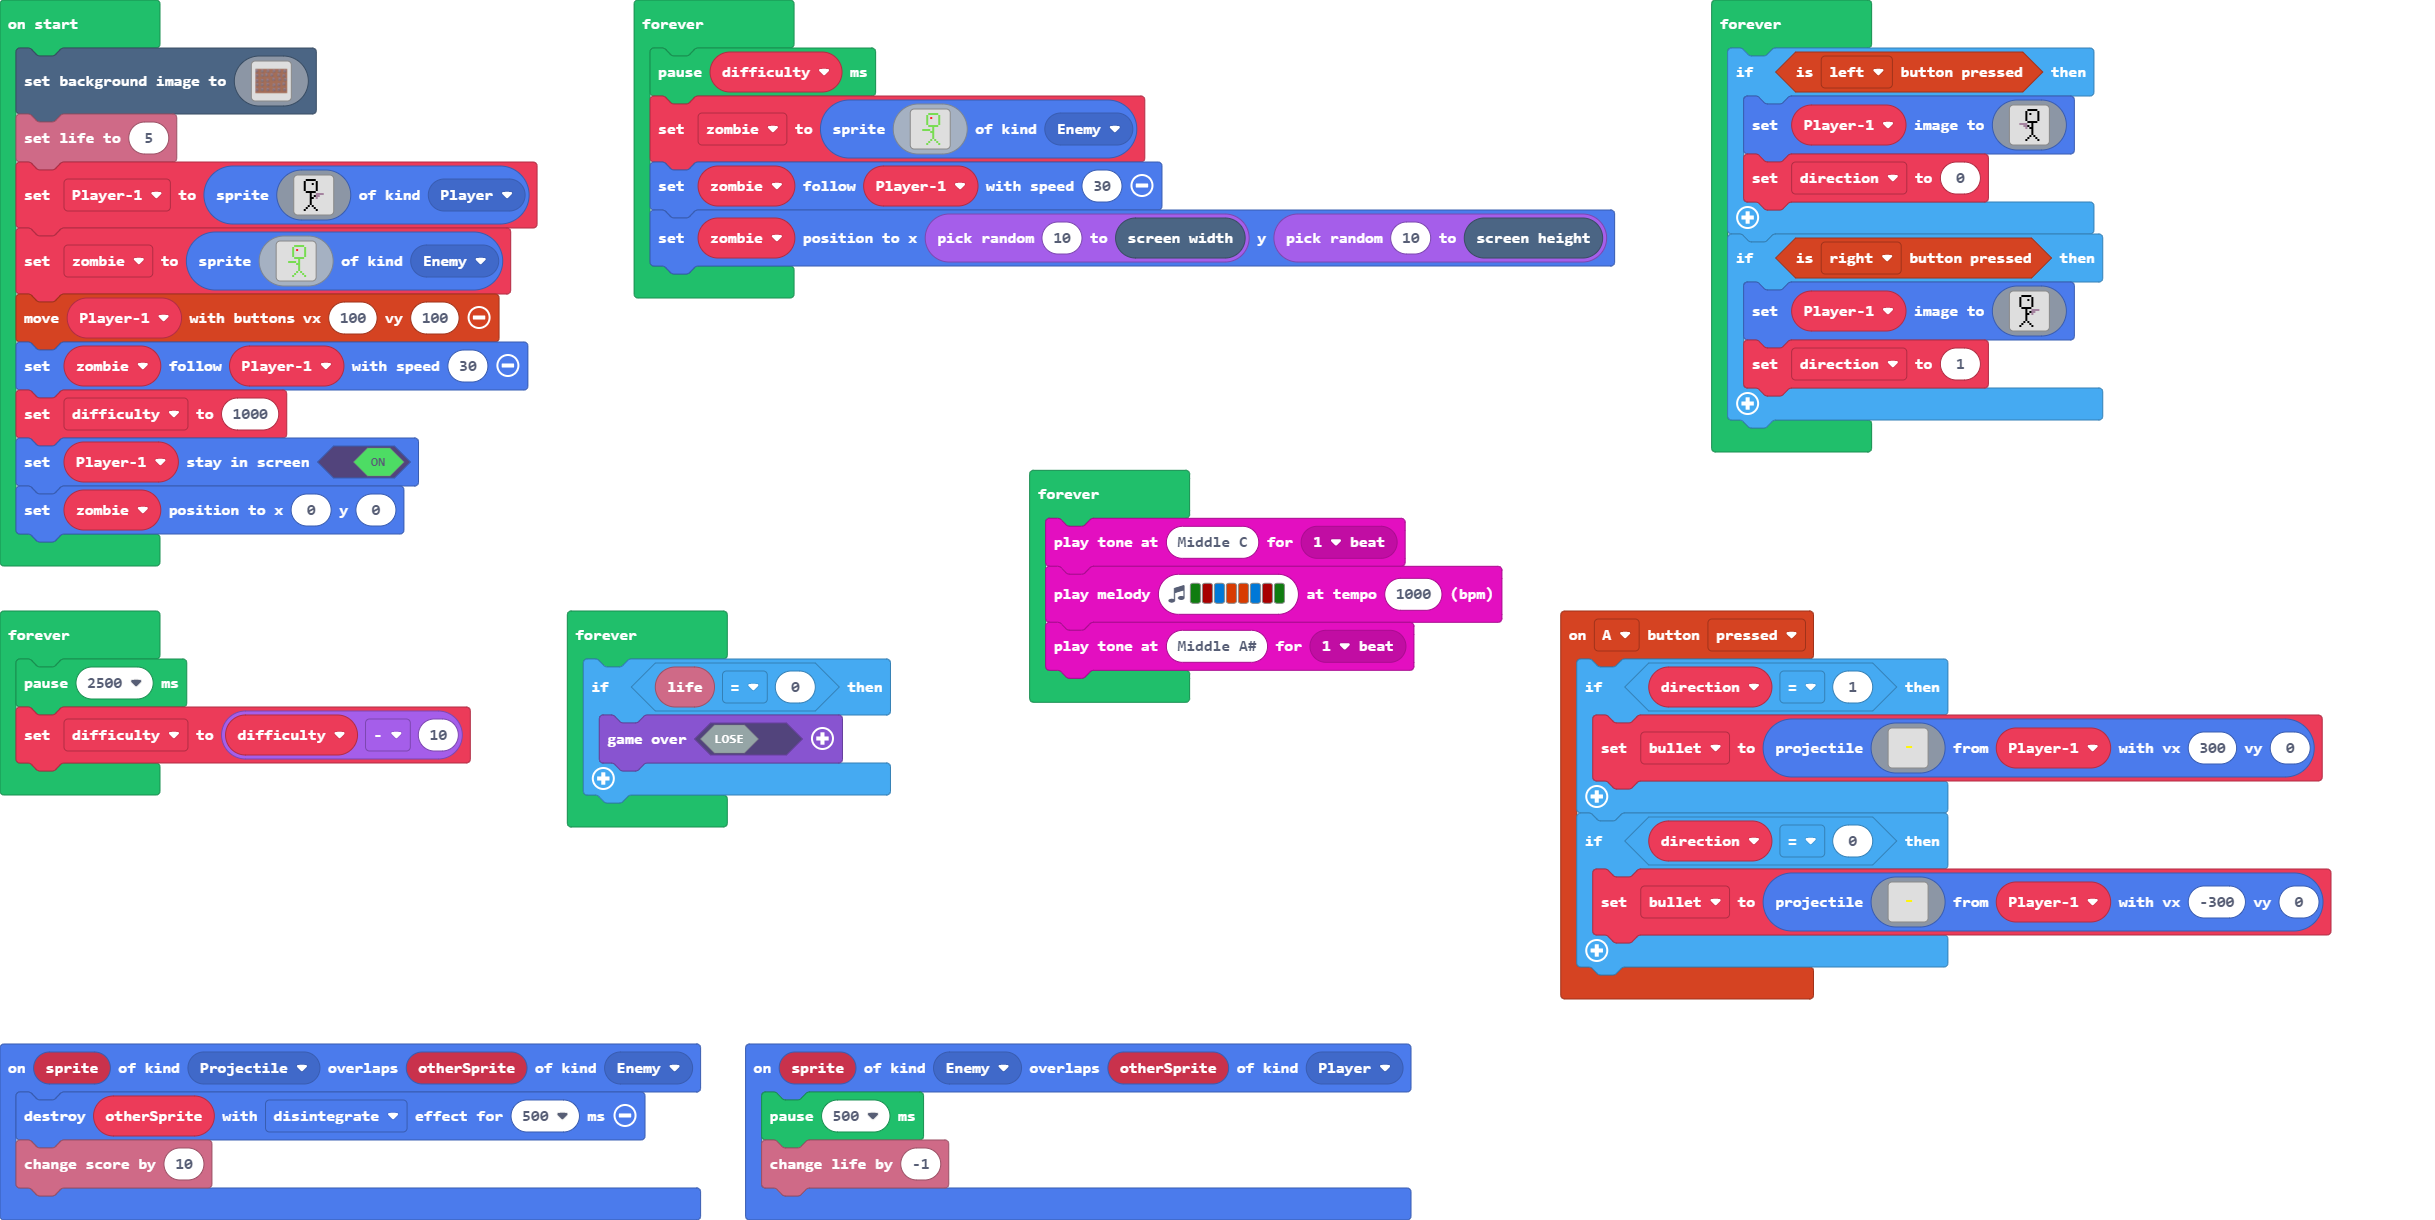 on start
set background image to
set life to 5
set Player-1 to sprite of kind Player
set zombie to sprite of kind Enemy
move Player-1 with buttons vx 100 vy 100
set zombie follow Player-1 with speed 30
set difficulty to 1000
set Player-1 stay in screen ON
set zombie position to x 0 y 0
forever
pause difficulty ms
set zombie to sprite of kind Enemy
set zombie follow Player-1 with speed 30
set zombie position to x pick random 10 to screen width y pick random 10 to screen height
forever
if is left button pressed then
set Player-1 image to
set direction to 0
if is right button pressed then
set Player-1 image to
set direction to 1
forever
play tone at Middle C for 1 beat
play melody at tempo 1000 (bpm)
play tone at Middle A# for 1 beat
forever
pause 2500 ms
set difficulty to difficulty - 10
forever
if life = 0 then
game over LOSE
on A button pressed
if direction = 1 then
set bullet to projectile from Player-1 with vx 300 vy 0
if direction = 0 then
set bullet to projectile from Player-1 with vx -300 vy 0
on sprite of kind Projectile overlaps otherSprite of kind Enemy
destroy otherSprite with disintegrate effect for 500 ms
change score by 10
on sprite of kind Enemy overlaps otherSprite of kind Player
pause 500 ms
change life by -1